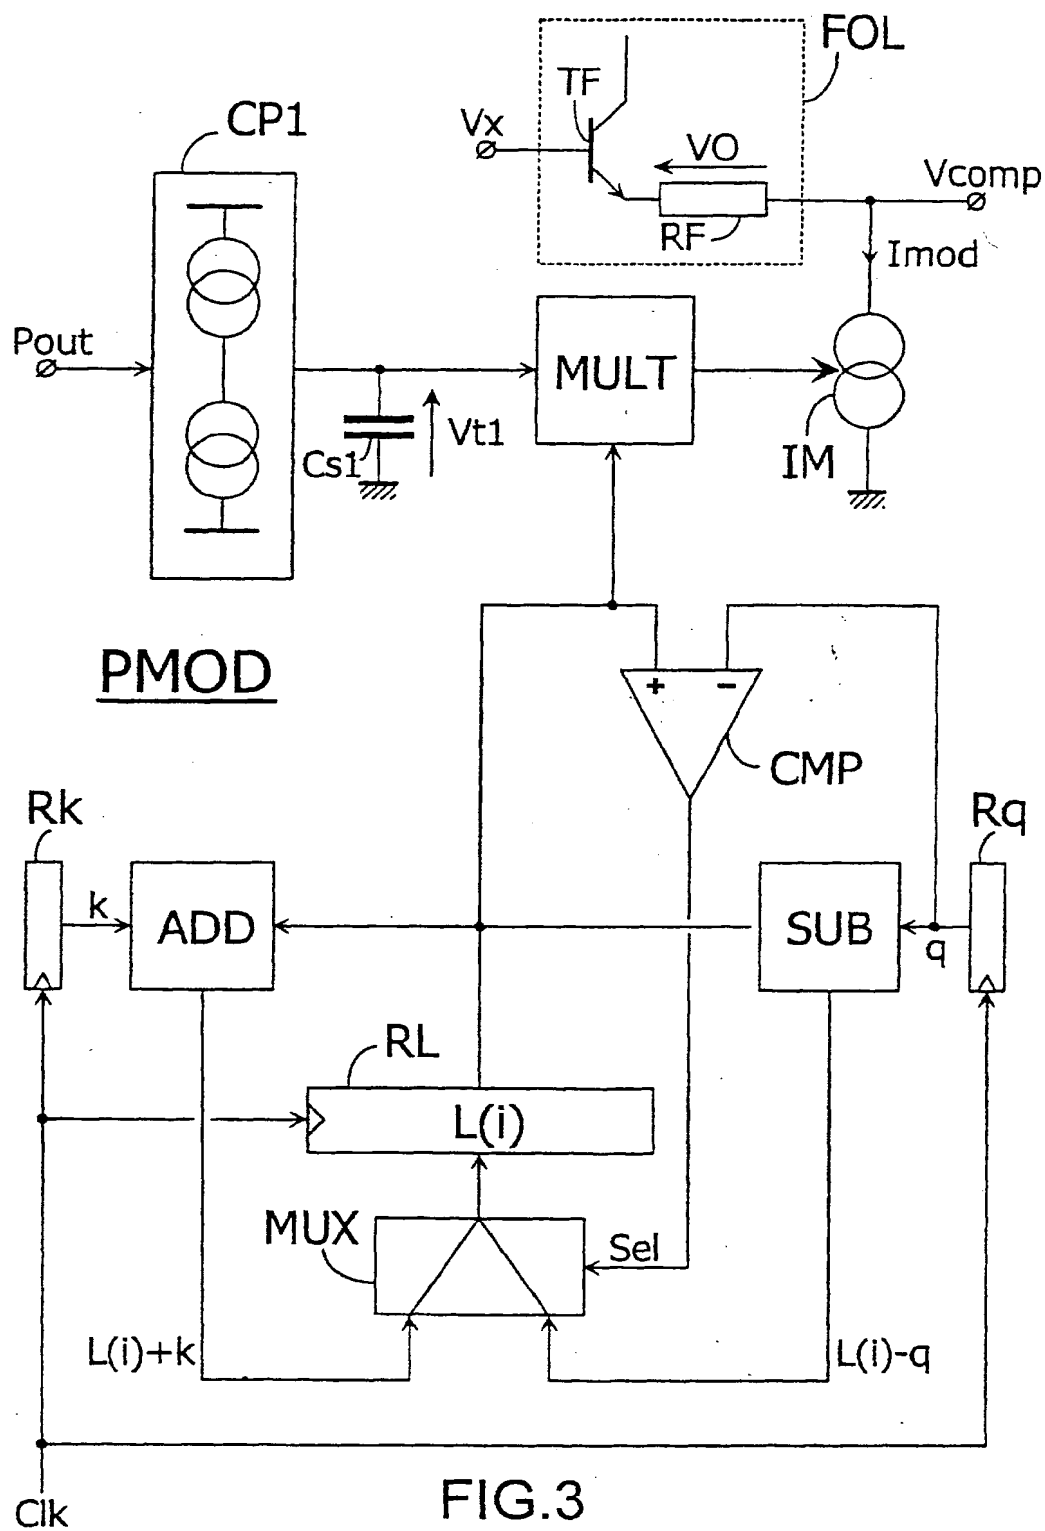 FOL
TF
CP1
Vx
VO
Vcomp
RF
Imod
Pout
MULT
Vt1
Cs1
IM
PMOD
+ −
CMP
Rk
Rq
k
ADD
SUB
q
RL
L(i)
MUX
Sel
L(i)+k
L(i)-q
Clk
FIG.3